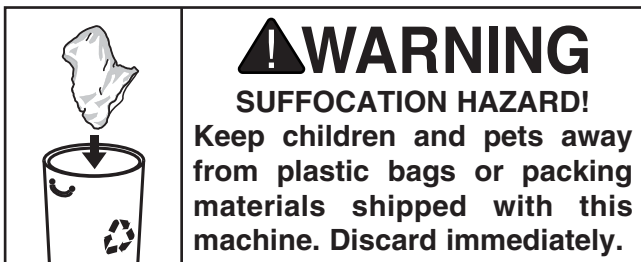 WARNING
SUFFOCATION HAZARD!
Keep children and pets away
from plastic bags or packing
materials shipped with this
machine. Discard immediately.